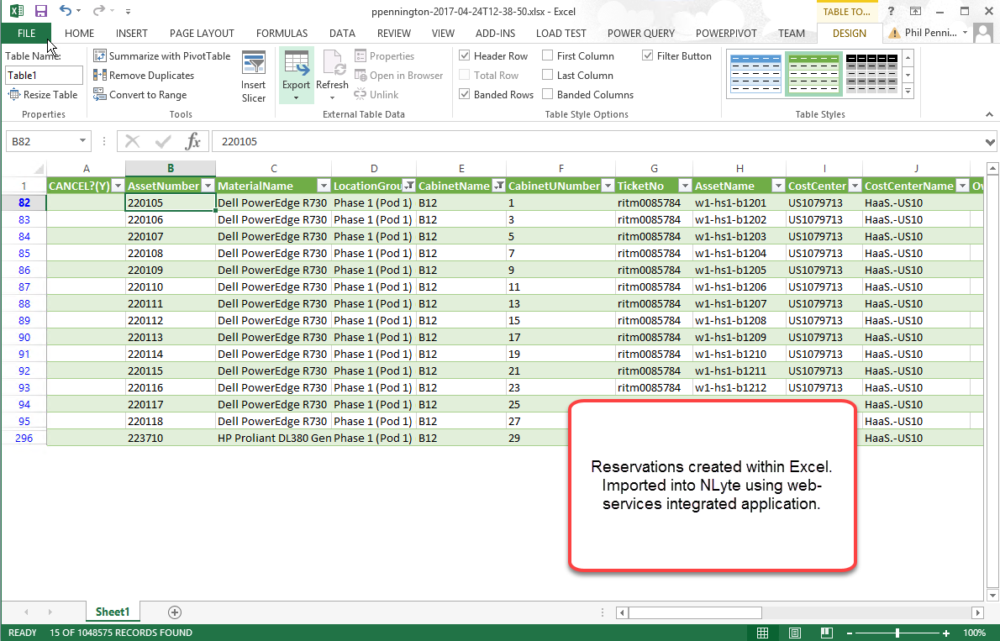 ppennington-2017-04-24T12-38-50.xlsx - Excel
TABLE TO...
?
FILE HOME INSERT PAGE LAYOUT FORMULAS DATA REVIEW VIEW ADD-INS LOAD TEST POWER QUERY POWERPIVOT TEAM DESIGN Phil Penni...
Table Name:
Table1
Resize Table
Properties
Summarize with PivotTable
Remove Duplicates
Convert to Range
Insert
Slicer
Tools
Export Refresh
Properties
Open in Browser
Unlink
External Table Data
Header Row First Column Filter Button
Total Row Last Column
Banded Rows Banded Columns
Table Style Options
Table Styles
B82 fx 220105
A B C D E F G H I J
1 CANCEL?(Y) AssetNumber MaterialName LocationGrou CabinetName CabinetUNumber TicketNo AssetName CostCenter CostCenterName Ov
82 220105 Dell PowerEdge R730 Phase 1 (Pod 1) B12 1 ritm0085784 w1-hs1-b1201 US1079713 HaaS.-US10
83 220106 Dell PowerEdge R730 Phase 1 (Pod 1) B12 3 ritm0085784 w1-hs1-b1202 US1079713 HaaS.-US10
84 220107 Dell PowerEdge R730 Phase 1 (Pod 1) B12 5 ritm0085784 w1-hs1-b1203 US1079713 HaaS.-US10
85 220108 Dell PowerEdge R730 Phase 1 (Pod 1) B12 7 ritm0085784 w1-hs1-b1204 US1079713 HaaS.-US10
86 220109 Dell PowerEdge R730 Phase 1 (Pod 1) B12 9 ritm0085784 w1-hs1-b1205 US1079713 HaaS.-US10
87 220110 Dell PowerEdge R730 Phase 1 (Pod 1) B12 11 ritm0085784 w1-hs1-b1206 US1079713 HaaS.-US10
88 220111 Dell PowerEdge R730 Phase 1 (Pod 1) B12 13 ritm0085784 w1-hs1-b1207 US1079713 HaaS.-US10
89 220112 Dell PowerEdge R730 Phase 1 (Pod 1) B12 15 ritm0085784 w1-hs1-b1208 US1079713 HaaS.-US10
90 220113 Dell PowerEdge R730 Phase 1 (Pod 1) B12 17 ritm0085784 w1-hs1-b1209 US1079713 HaaS.-US10
91 220114 Dell PowerEdge R730 Phase 1 (Pod 1) B12 19 ritm0085784 w1-hs1-b1210 US1079713 HaaS.-US10
92 220115 Dell PowerEdge R730 Phase 1 (Pod 1) B12 21 ritm0085784 w1-hs1-b1211 US1079713 HaaS.-US10
93 220116 Dell PowerEdge R730 Phase 1 (Pod 1) B12 23 ritm0085784 w1-hs1-b1212 US1079713 HaaS.-US10
94 220117 Dell PowerEdge R730 Phase 1 (Pod 1) B12 25 HaaS.-US10
95 220118 Dell PowerEdge R730 Phase 1 (Pod 1) B12 27 HaaS.-US10
296 223710 HP Proliant DL380 Gen Phase 1 (Pod 1) B12 29 HaaS.-US10
Reservations created within Excel.
Imported into NLyte using web-
services integrated application.
Sheet1
READY 15 OF 1048575 RECORDS FOUND 100%